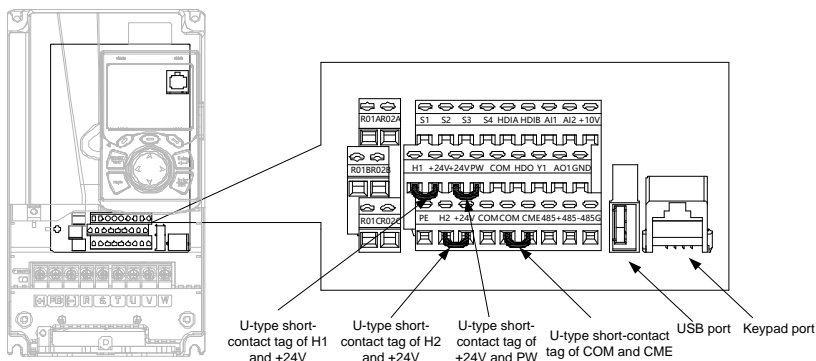 R01A R02A
S1 S2 S3 S4 HDIA HDIB AI1 AI2 +10V
R01B R02B
H1 +24V +24V PW COM HDO Y1 AO1 GND
R01C R02C
PE H2 +24V COM COM CME 485+ 485- 485G
(+) PB (-) R S T U V W
U-type short-
contact tag of H1
and +24V
U-type short-
contact tag of H2
and +24V
U-type short-
contact tag of
+24V and PW
U-type short-contact
tag of COM and CME
USB port
Keypad port